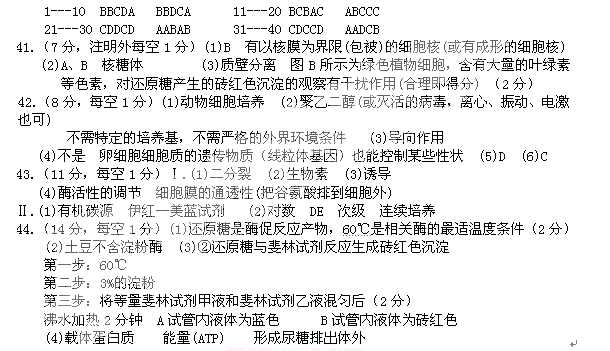 1---10 BBCDA BBDCA 11---20 BCBAC ABCCC
21---30 CDDCD AABAB 31---40 CDCCD AADCB
41.(7分，注明外每空1分)(1)B 有以核膜为界限(包被)的细胞核(或有成形的细胞核)
(2)A、B 核糖体 (3)质壁分离 图B所示为绿色植物细胞，含有大量的叶绿素
等色素，对还原糖产生的砖红色沉淀的观察有干扰作用(合理即得分) (2分)
42.(8分，每空1分)(1)动物细胞培养 (2)聚乙二醇(或灭活的病毒，离心、振动、电激
也可)
不需特定的培养基，不需严格的外界环境条件 (3)导向作用
(4)不是 卵细胞细胞质的遗传物质（线粒体基因）也能控制某些性状 (5)D (6)C
43.(11分，每空1分)Ⅰ.(1)二分裂 (2)生物素 (3)诱导
(4)酶活性的调节 细胞膜的通透性(把谷氨酸排到细胞外)
Ⅱ.(1)有机碳源 伊红一美蓝试剂 (2)对数 DE 次级 连续培养
44.(14分，每空1分)(1)还原糖是酶促反应产物，60℃是相关酶的最适温度条件（2分）
(2)土豆不含淀粉酶 (3)②还原糖与斐林试剂反应生成砖红色沉淀
第一步：60℃
第二步：3%的淀粉
第三步：将等量斐林试剂甲液和斐林试剂乙液混匀后（2分）
沸水加热2分钟 A试管内液体为蓝色 B试管内液体为砖红色
(4)载体蛋白质 能量(ATP) 形成尿糖排出体外